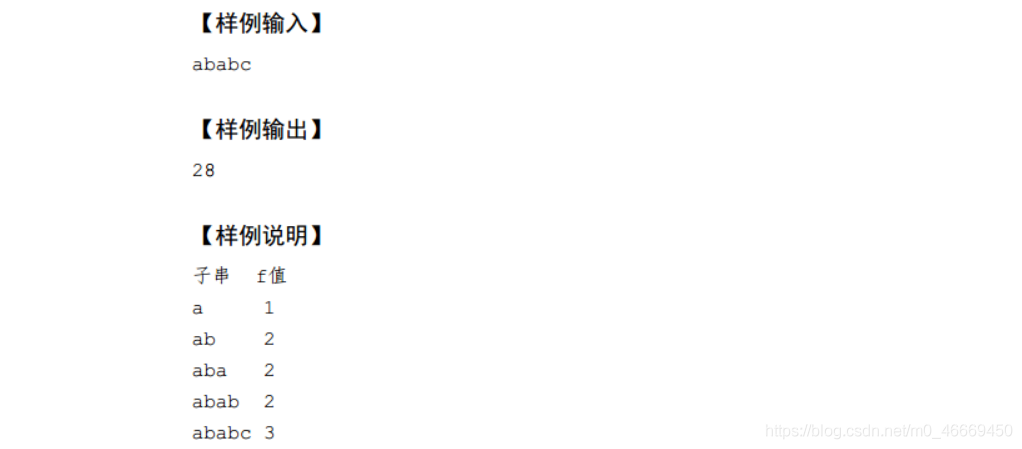 【样例输入】
ababc
【样例输出】
28
【样例说明】
子串 f值
a 1
ab 2
aba 2
abab 2
ababc 3
https://blog.csdn.net/m0_46669450